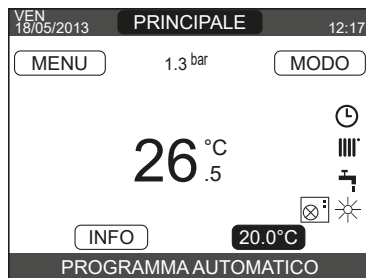 VEN
18/05/2013 PRINCIPALE 12:17
MENU 1.3 bar MODO
26.5 °C
INFO 20.0°C
PROGRAMMA AUTOMATICO